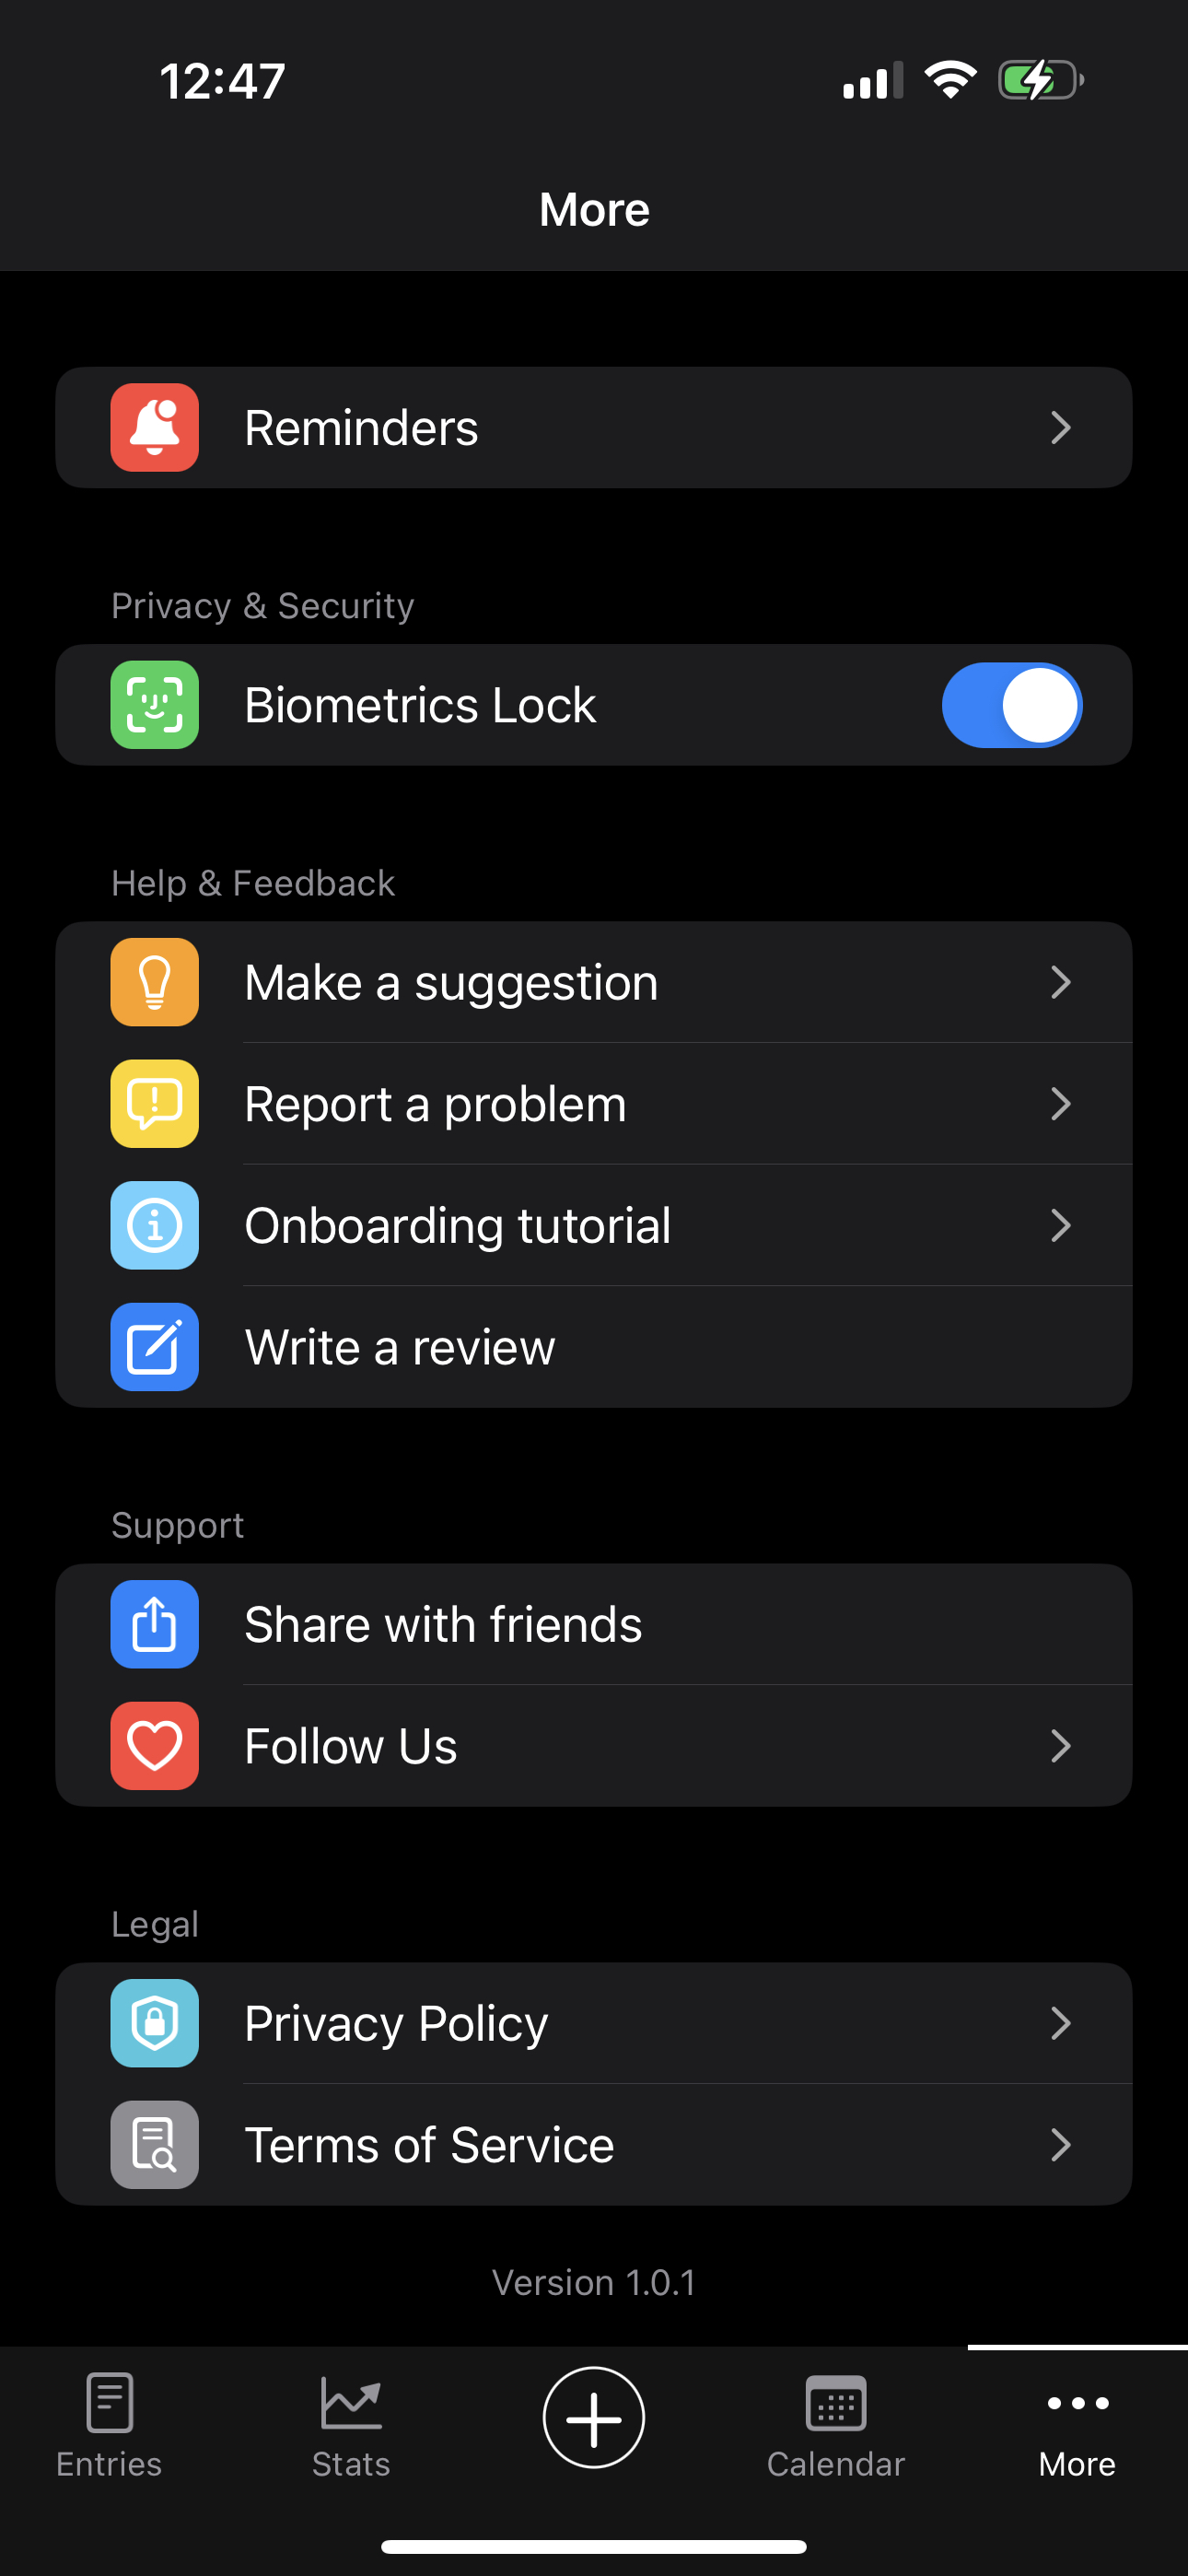 12:47
More
Reminders
Privacy & Security
Biometrics Lock
Help & Feedback
Make a suggestion
Report a problem
Onboarding tutorial
Write a review
Support
Share with friends
Follow Us
Legal
Privacy Policy
Terms of Service
Version 1.0.1
Entries
Stats
Calendar
More